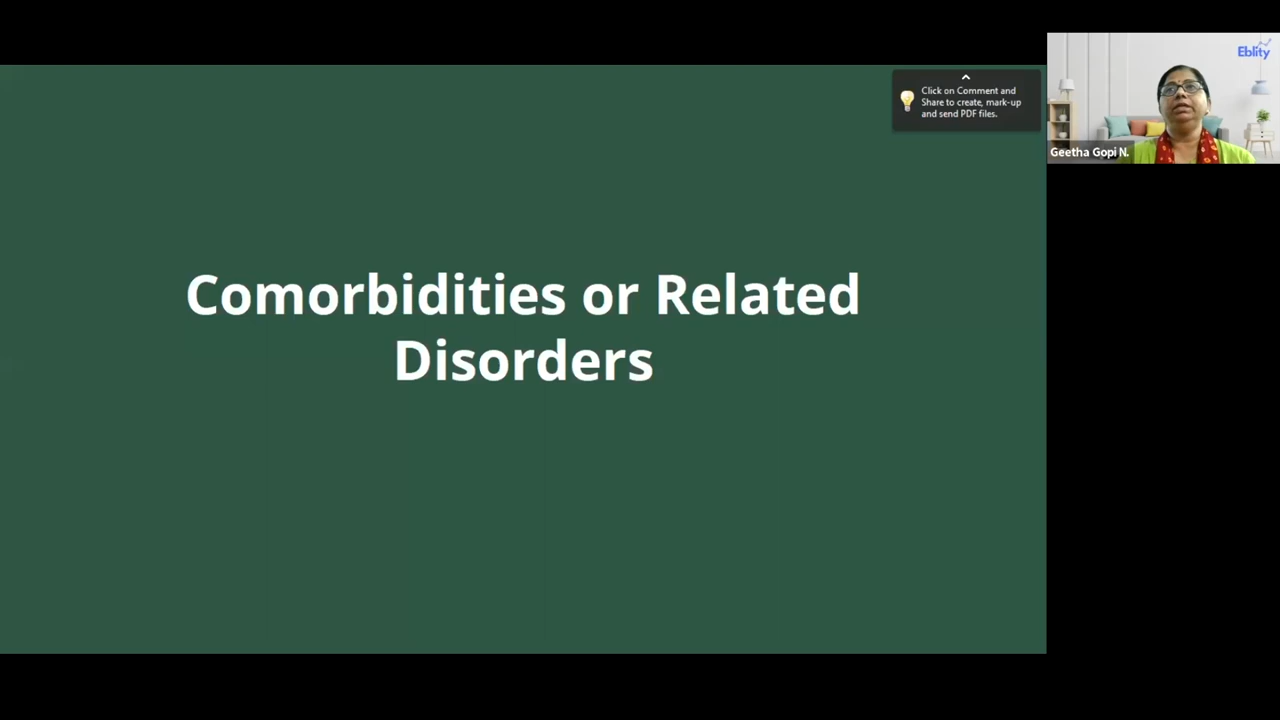 Comorbidities or Related
Disorders
Click on Comment and
Share to create, mark-up
and send PDF files.
Eblity
Geetha Gopi N.